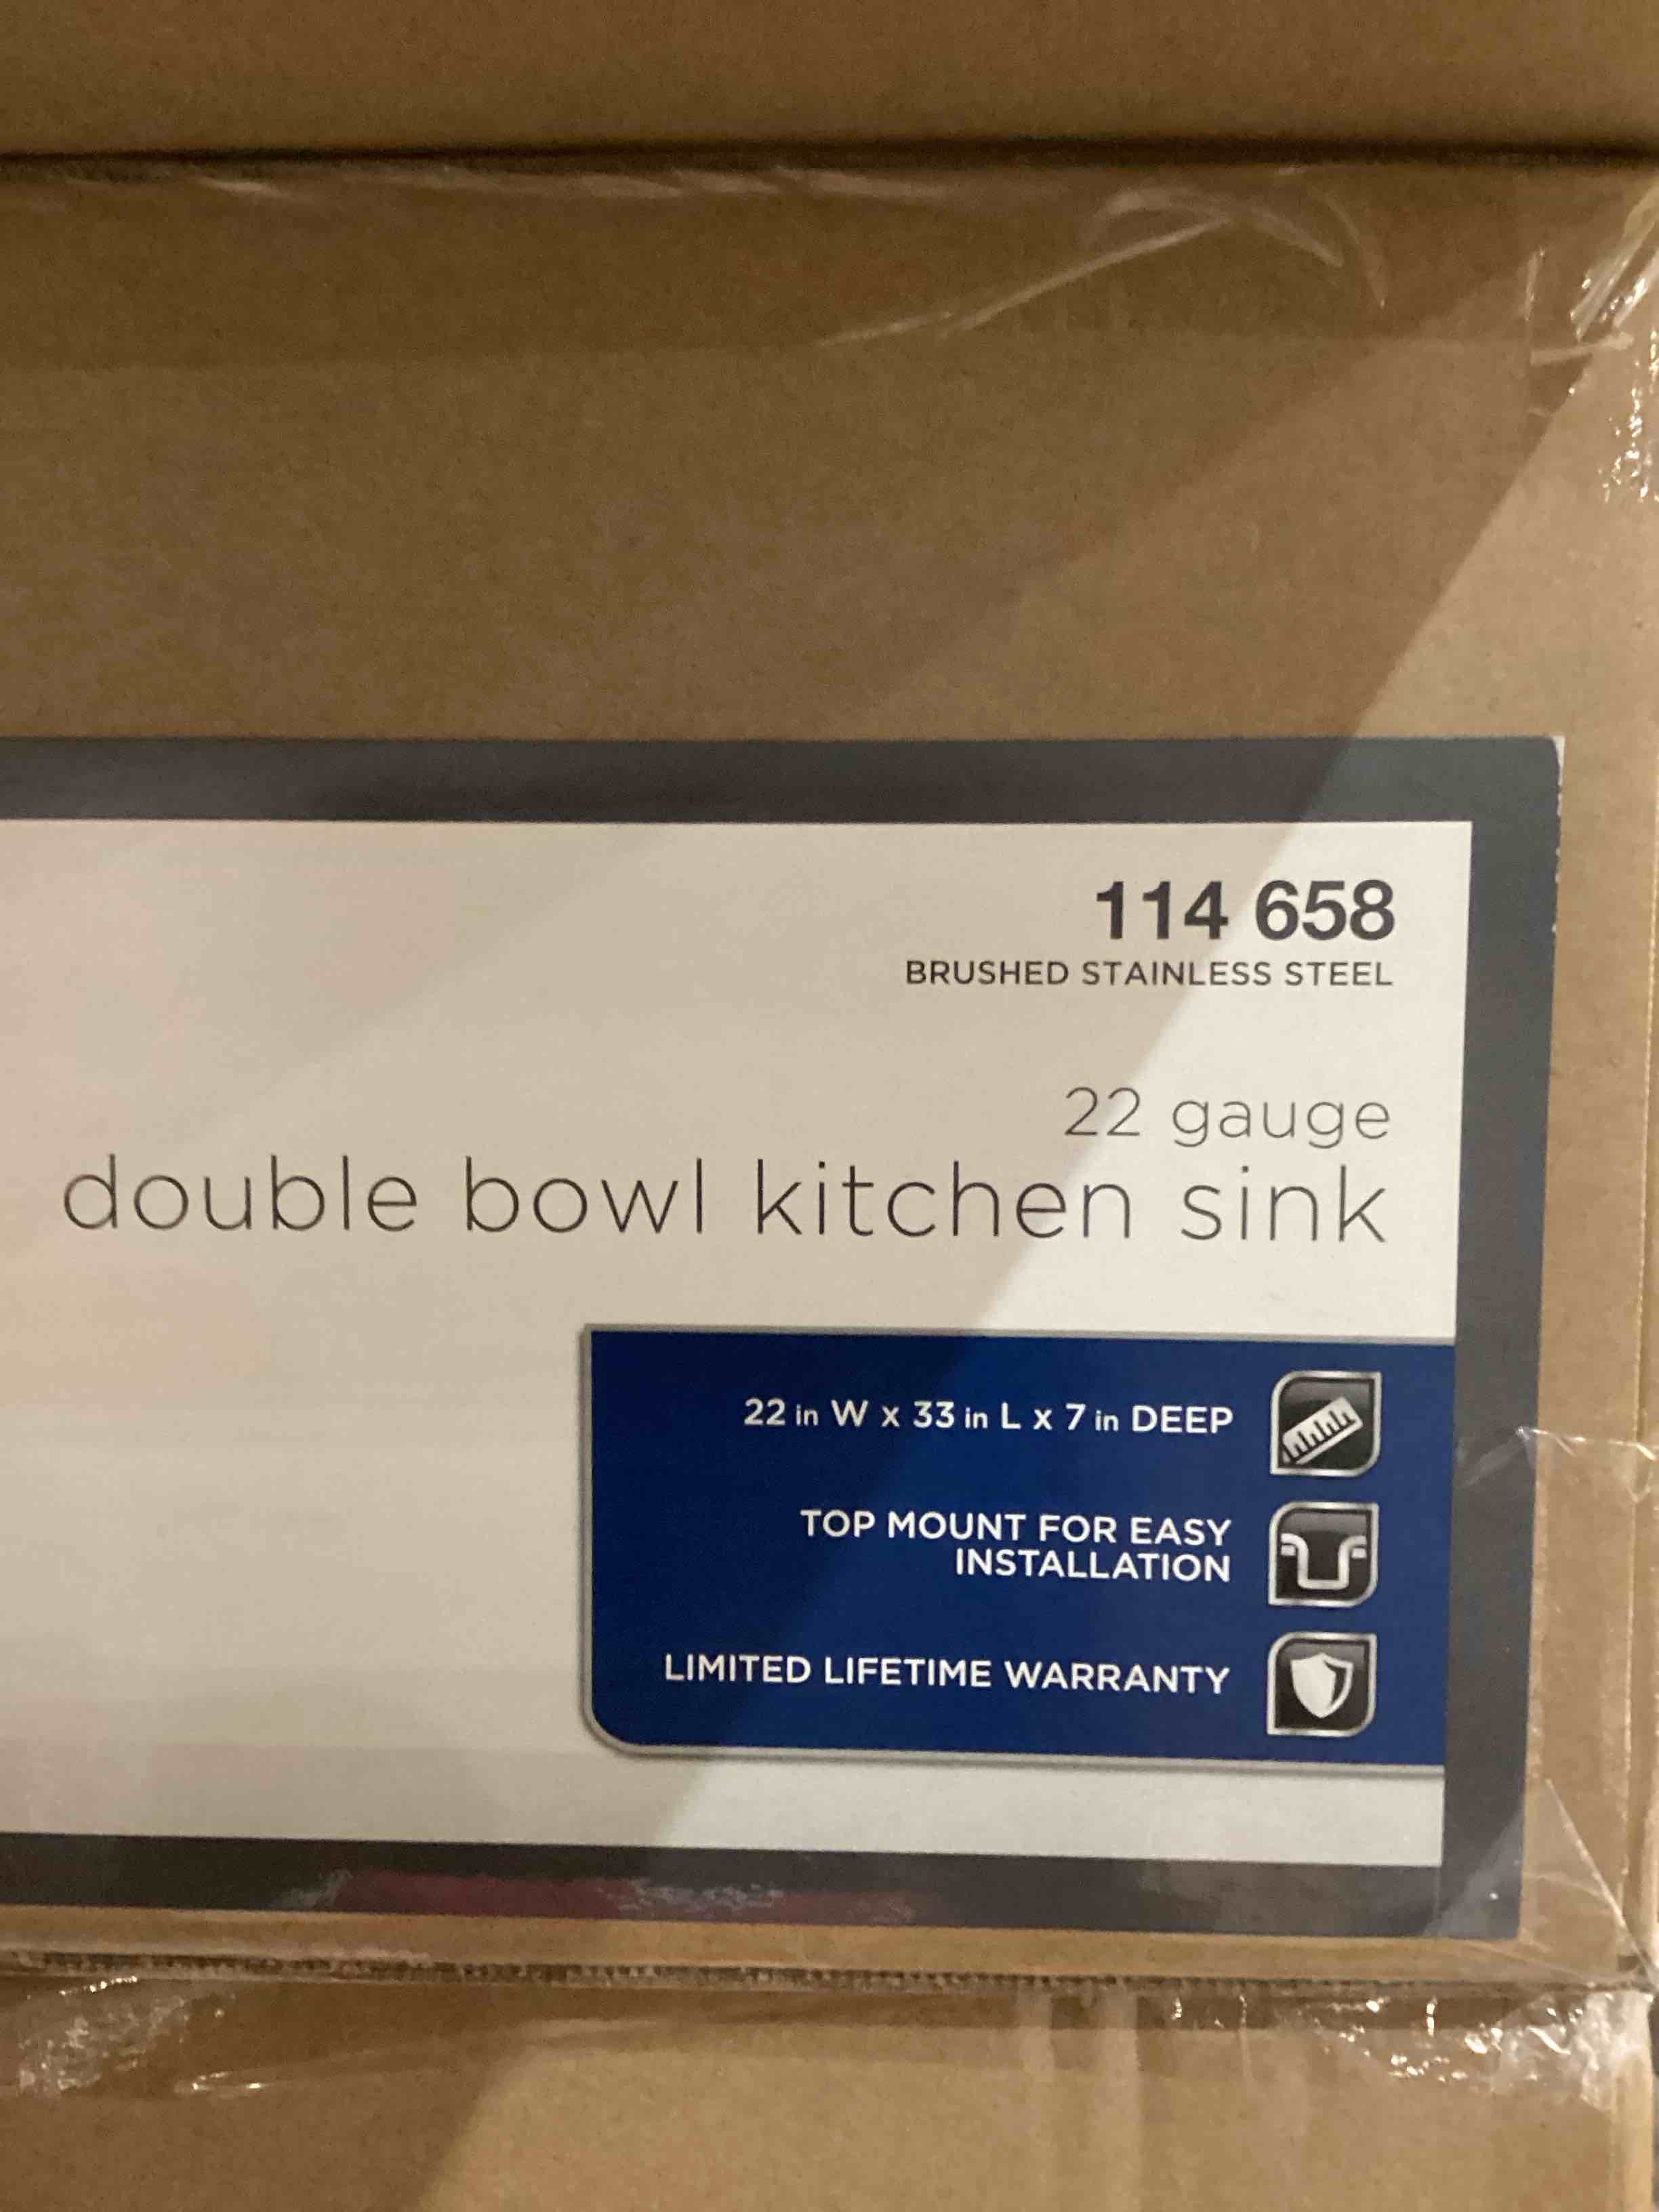 114 658
BRUSHED STAINLESS STEEL
22 gauge
double bowl kitchen sink
22 in W x 33 in L x 7 in DEEP
TOP MOUNT FOR EASY
INSTALLATION
LIMITED LIFETIME WARRANTY